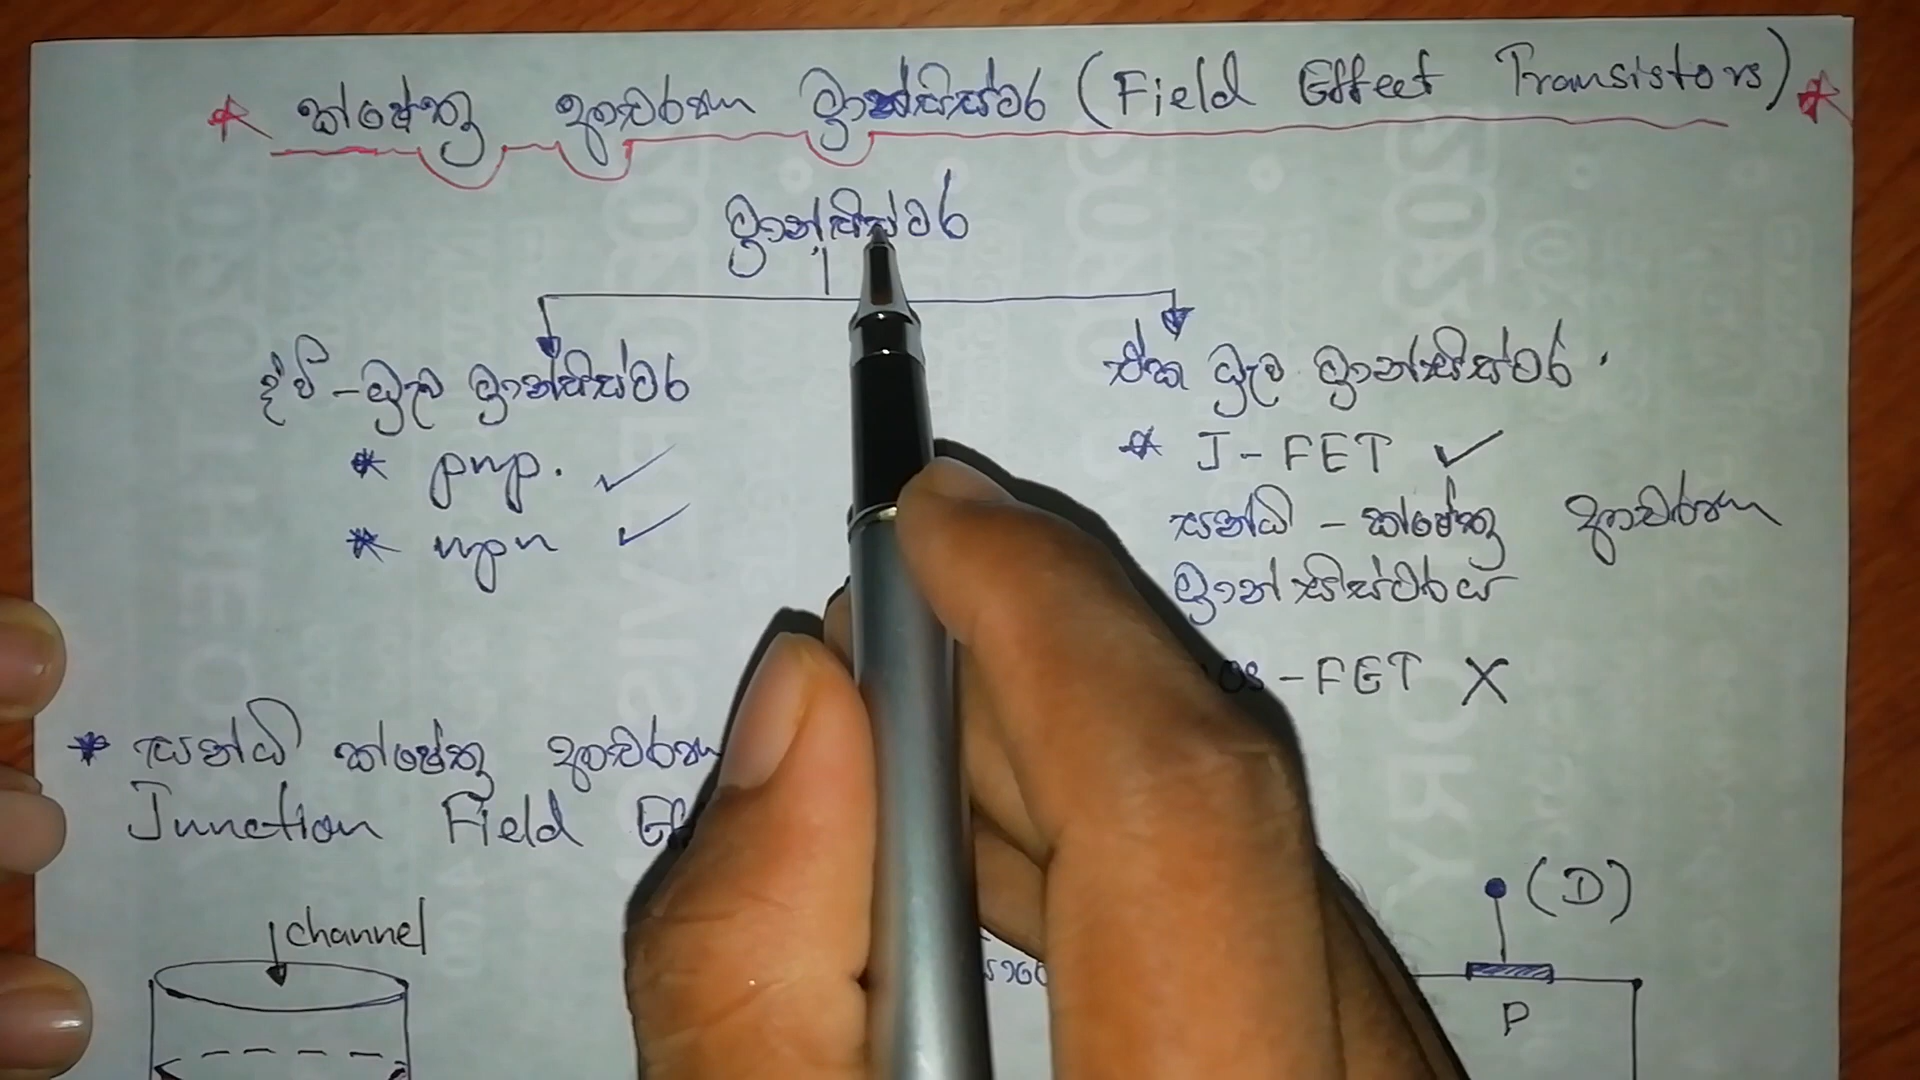 * ක්ෂේත්‍ර ආචරණ ට්‍රාන්සිස්ටර (Field Effect Transistors) *
ට්‍රාන්සිස්ටර
ද්වි - ධ්‍රැව ට්‍රාන්සිස්ටර
* pnp. ✓
* npn ✓
ඒක ධ්‍රැව ට්‍රාන්සිස්ටර .
* J - FET ✓
සන්ධි - ක්ෂේත්‍ර ආචරණ
ට්‍රාන්සිස්ටරය
- FET X
* සන්ධි ක්ෂේත්‍ර ආචරණ
Junction Field
channel
(D)
P